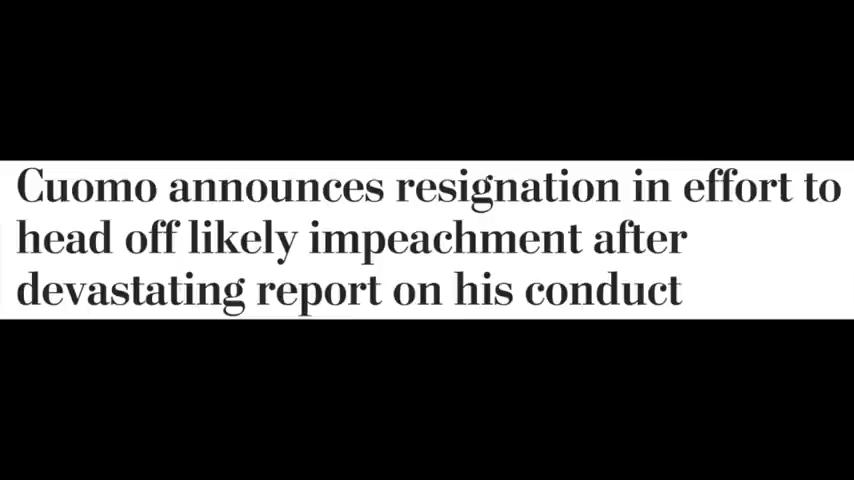 Cuomo announces resignation in effort to
head off likely impeachment after
devastating report on his conduct